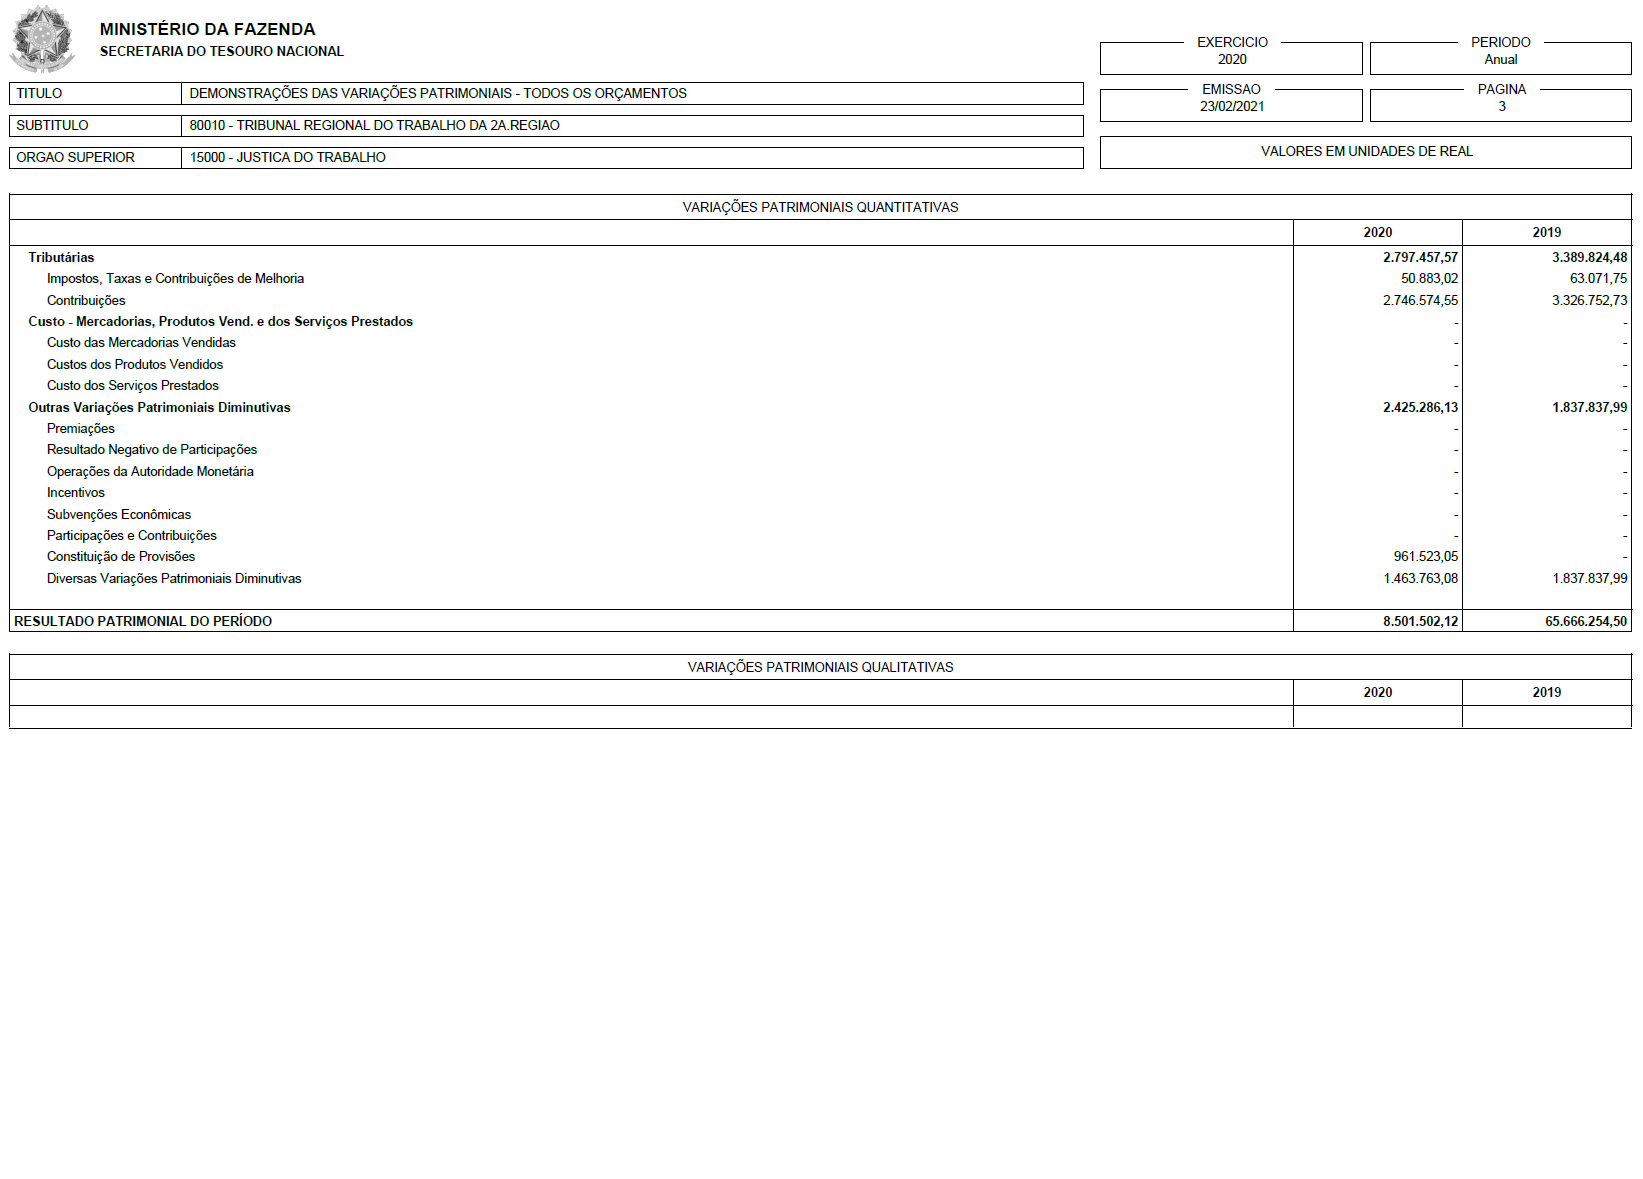 MINISTÉRIO DA FAZENDA
SECRETARIA DO TESOURO NACIONAL
EXERCICIO
2020
PERIODO
Anual
TITULO DEMONSTRAÇÕES DAS VARIAÇÕES PATRIMONIAIS - TODOS OS ORÇAMENTOS
EMISSAO
23/02/2021
PAGINA
3
SUBTITULO 80010 - TRIBUNAL REGIONAL DO TRABALHO DA 2A.REGIAO
ORGAO SUPERIOR 15000 - JUSTICA DO TRABALHO
VALORES EM UNIDADES DE REAL
VARIAÇÕES PATRIMONIAIS QUANTITATIVAS
2020 2019
Tributárias 2.797.457,57 3.389.824,48
Impostos, Taxas e Contribuições de Melhoria 50.883,02 63.071,75
Contribuições 2.746.574,55 3.326.752,73
Custo - Mercadorias, Produtos Vend. e dos Serviços Prestados - -
Custo das Mercadorias Vendidas - -
Custos dos Produtos Vendidos - -
Custo dos Serviços Prestados - -
Outras Variações Patrimoniais Diminutivas 2.425.286,13 1.837.837,99
Premiações - -
Resultado Negativo de Participações - -
Operações da Autoridade Monetária - -
Incentivos - -
Subvenções Econômicas - -
Participações e Contribuições - -
Constituição de Provisões 961.523,05 -
Diversas Variações Patrimoniais Diminutivas 1.463.763,08 1.837.837,99
RESULTADO PATRIMONIAL DO PERÍODO 8.501.502,12 65.666.254,50
VARIAÇÕES PATRIMONIAIS QUALITATIVAS
2020 2019